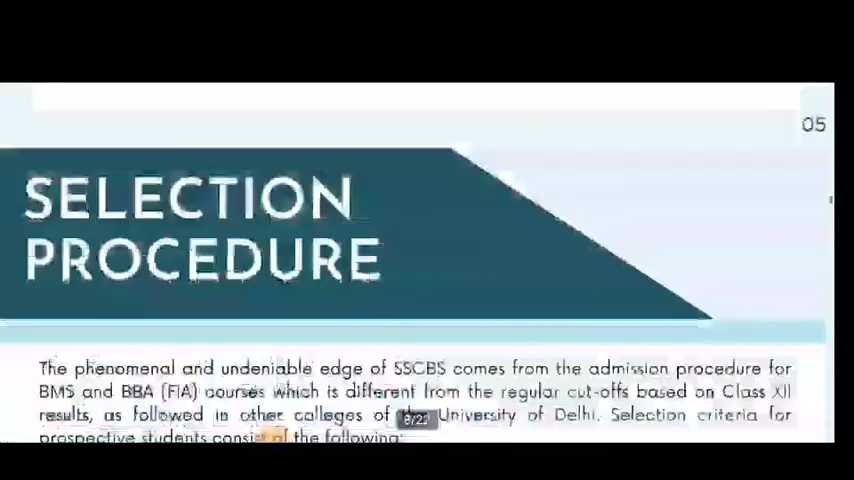 05
SELECTION
PROCEDURE
The phenomenal and undeniable edge of SSCBS comes from the admission procedure for
BMS and BBA (FIA) courses which is different from the regular cut-offs based on Class XII
results, as followed in other colleges of the University of Delhi. Selection criteria for
8/22
prospective students consist of the following: